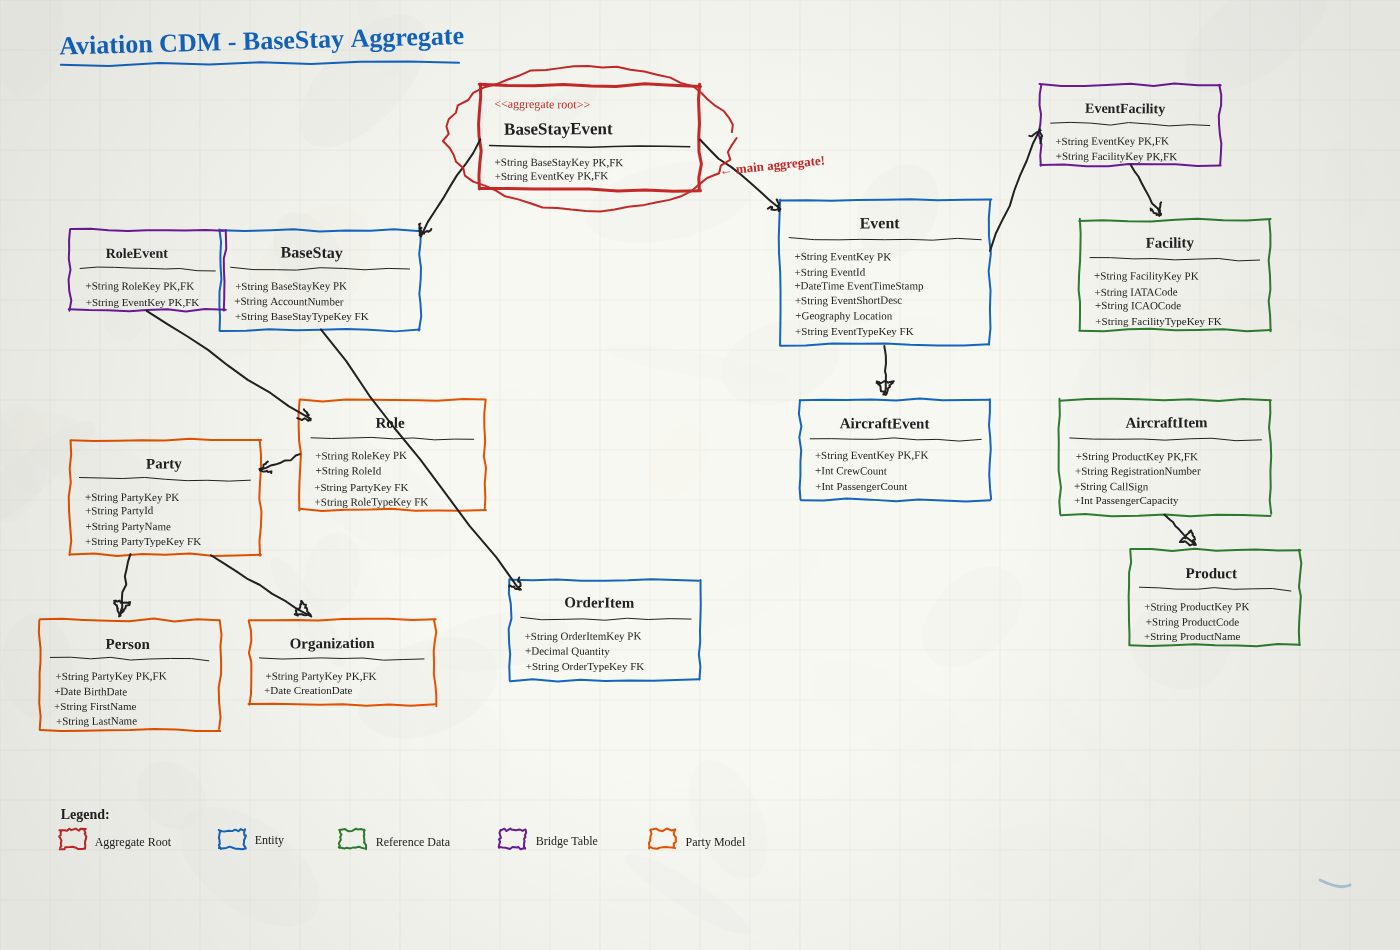 Aviation CDM - BaseStay Aggregate
<<aggregate root>>
BaseStayEvent
+String BaseStayKey PK,FK
+String EventKey PK,FK
← main aggregate!
EventFacility
+String EventKey PK,FK
+String FacilityKey PK,FK
RoleEvent
+String RoleKey PK,FK
+String EventKey PK,FK
BaseStay
+String BaseStayKey PK
+String AccountNumber
+String BaseStayTypeKey FK
Event
+String EventKey PK
+String EventId
+DateTime EventTimeStamp
+String EventShortDesc
+Geography Location
+String EventTypeKey FK
Facility
+String FacilityKey PK
+String IATACode
+String ICAOCode
+String FacilityTypeKey FK
Party
+String PartyKey PK
+String PartyId
+String PartyName
+String PartyTypeKey FK
Role
+String RoleKey PK
+String RoleId
+String PartyKey FK
+String RoleTypeKey FK
AircraftEvent
+String EventKey PK,FK
+Int CrewCount
+Int PassengerCount
AircraftItem
+String ProductKey PK,FK
+String RegistrationNumber
+String CallSign
+Int PassengerCapacity
Product
+String ProductKey PK
+String ProductCode
+String ProductName
Person
+String PartyKey PK,FK
+Date BirthDate
+String FirstName
+String LastName
Organization
+String PartyKey PK,FK
+Date CreationDate
OrderItem
+String OrderItemKey PK
+Decimal Quantity
+String OrderTypeKey FK
Legend:
Aggregate Root
Entity
Reference Data
Bridge Table
Party Model